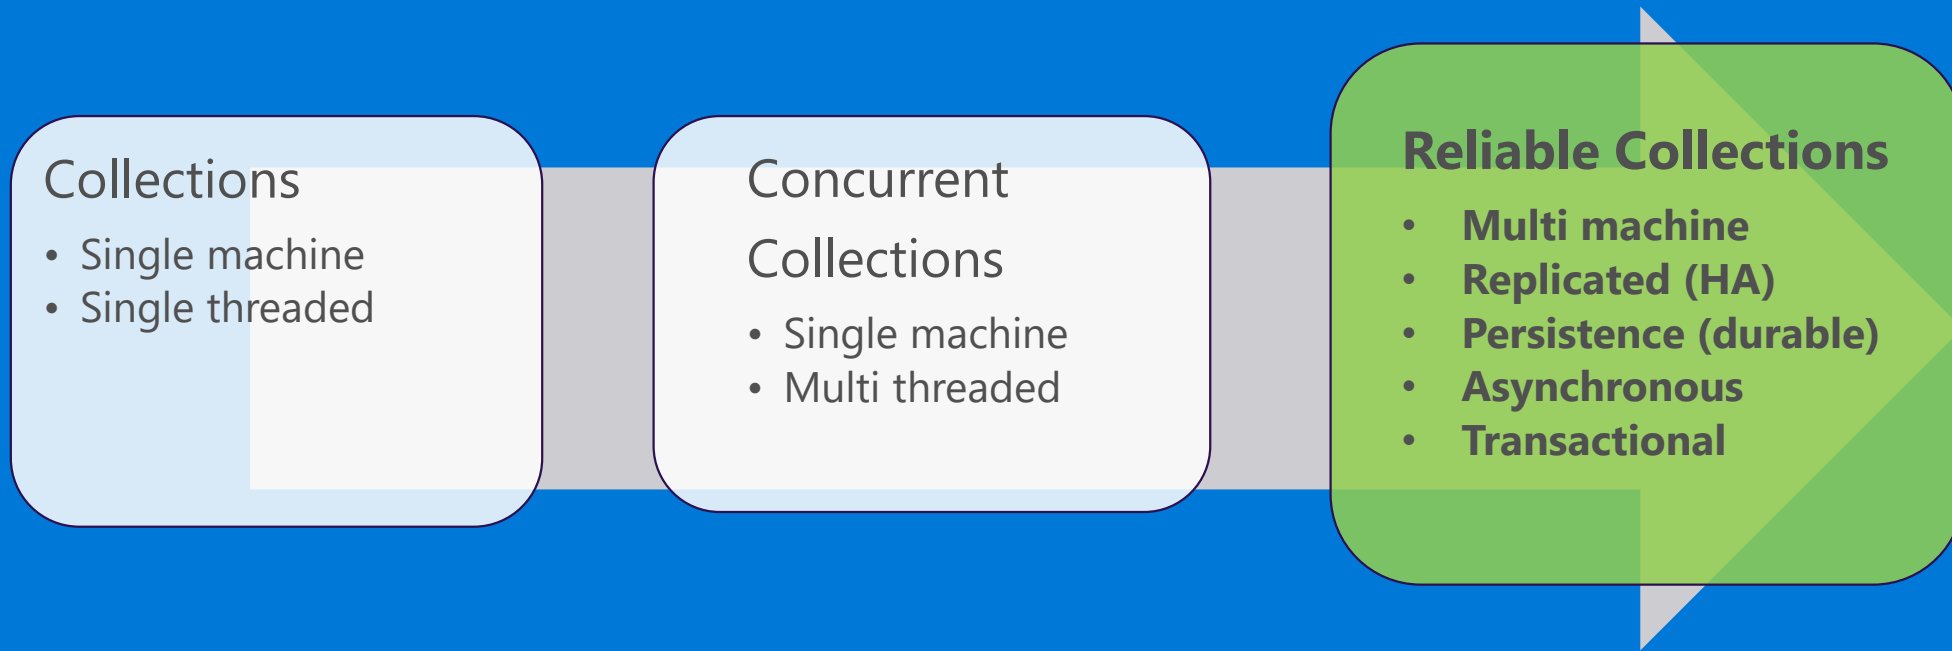 Collections
• Single machine
• Single threaded
Concurrent
Collections
• Single machine
• Multi threaded
Reliable Collections
• Multi machine
• Replicated (HA)
• Persistence (durable)
• Asynchronous
• Transactional